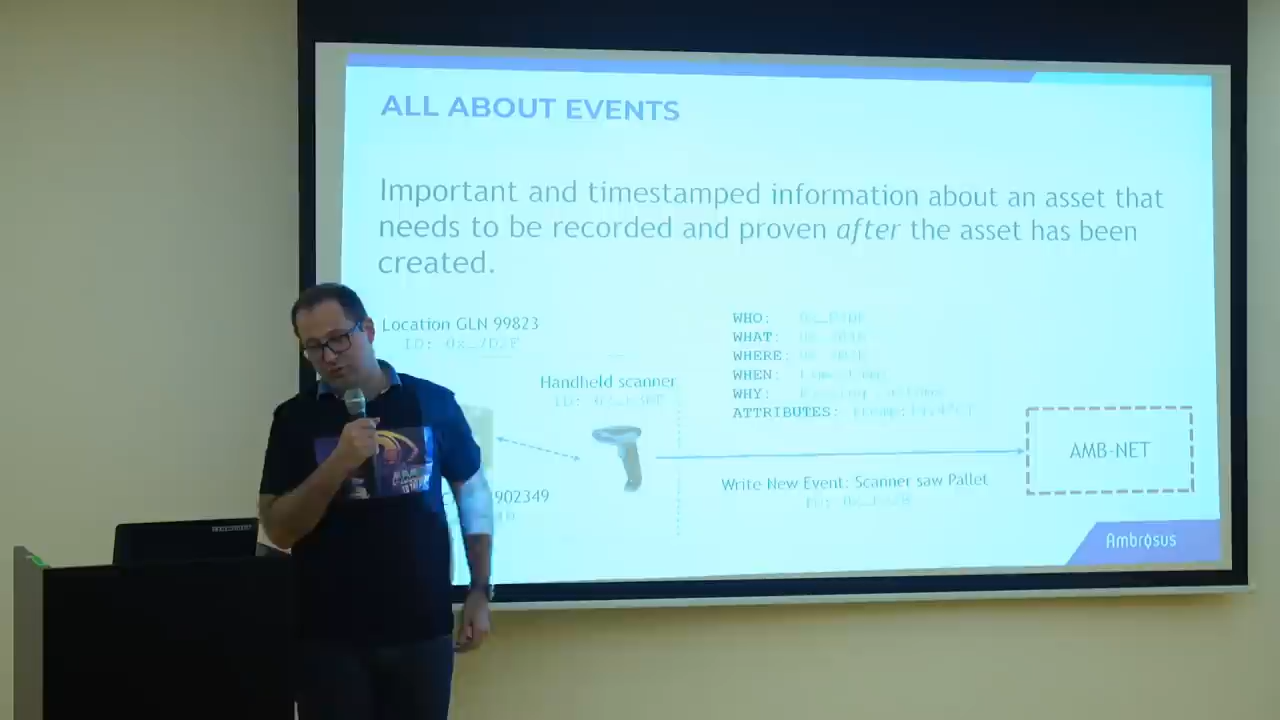 ALL ABOUT EVENTS
Important and timestamped information about an asset that
needs to be recorded and proven after the asset has been
created.
Location GLN 99823
Handheld scanner
WHO:
WHAT:
WHERE:
WHEN:
WHY:
ATTRIBUTES:
AMB-NET
902349
Write New Event: Scanner saw Pallet
Ambrosus